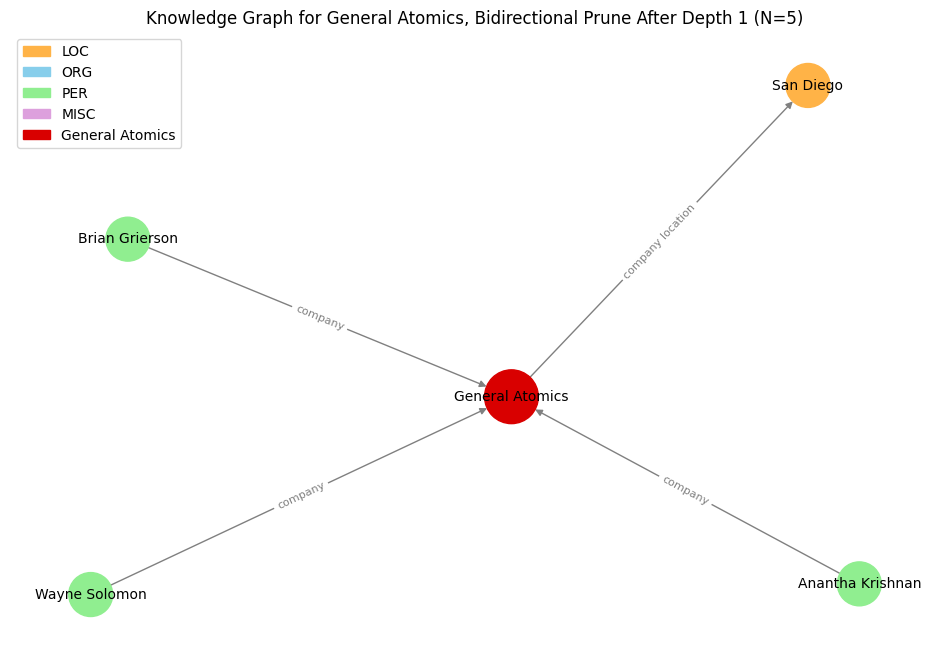 Knowledge Graph for General Atomics, Bidirectional Prune After Depth 1 (N=5)
LOC
ORG
PER
MISC
General Atomics
San Diego
Brian Grierson
company location
company
General Atomics
company
company
Wayne Solomon
Anantha Krishnan